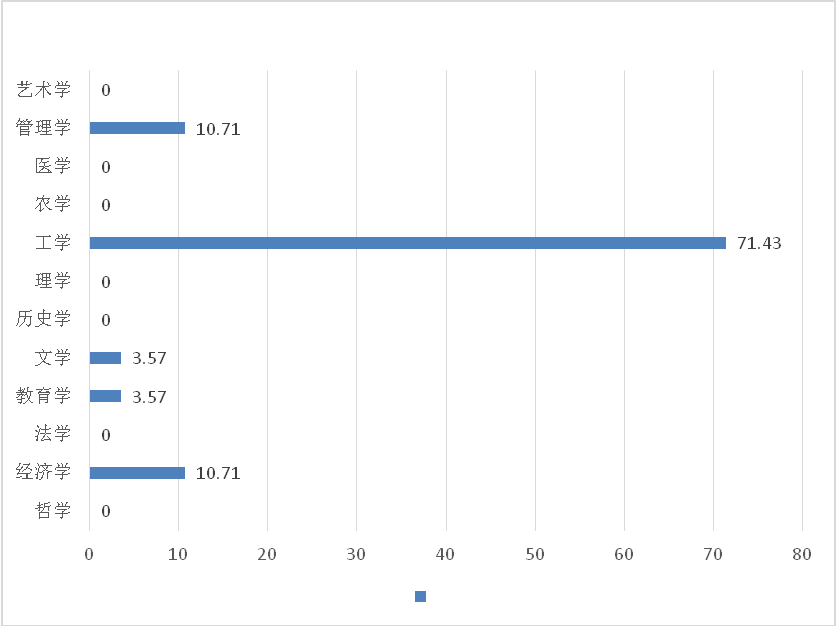 艺术学 0
管理学 10.71
医学 0
农学 0
工学 71.43
理学 0
历史学 0
文学 3.57
教育学 3.57
法学 0
经济学 10.71
哲学 0
0 10 20 30 40 50 60 70 80